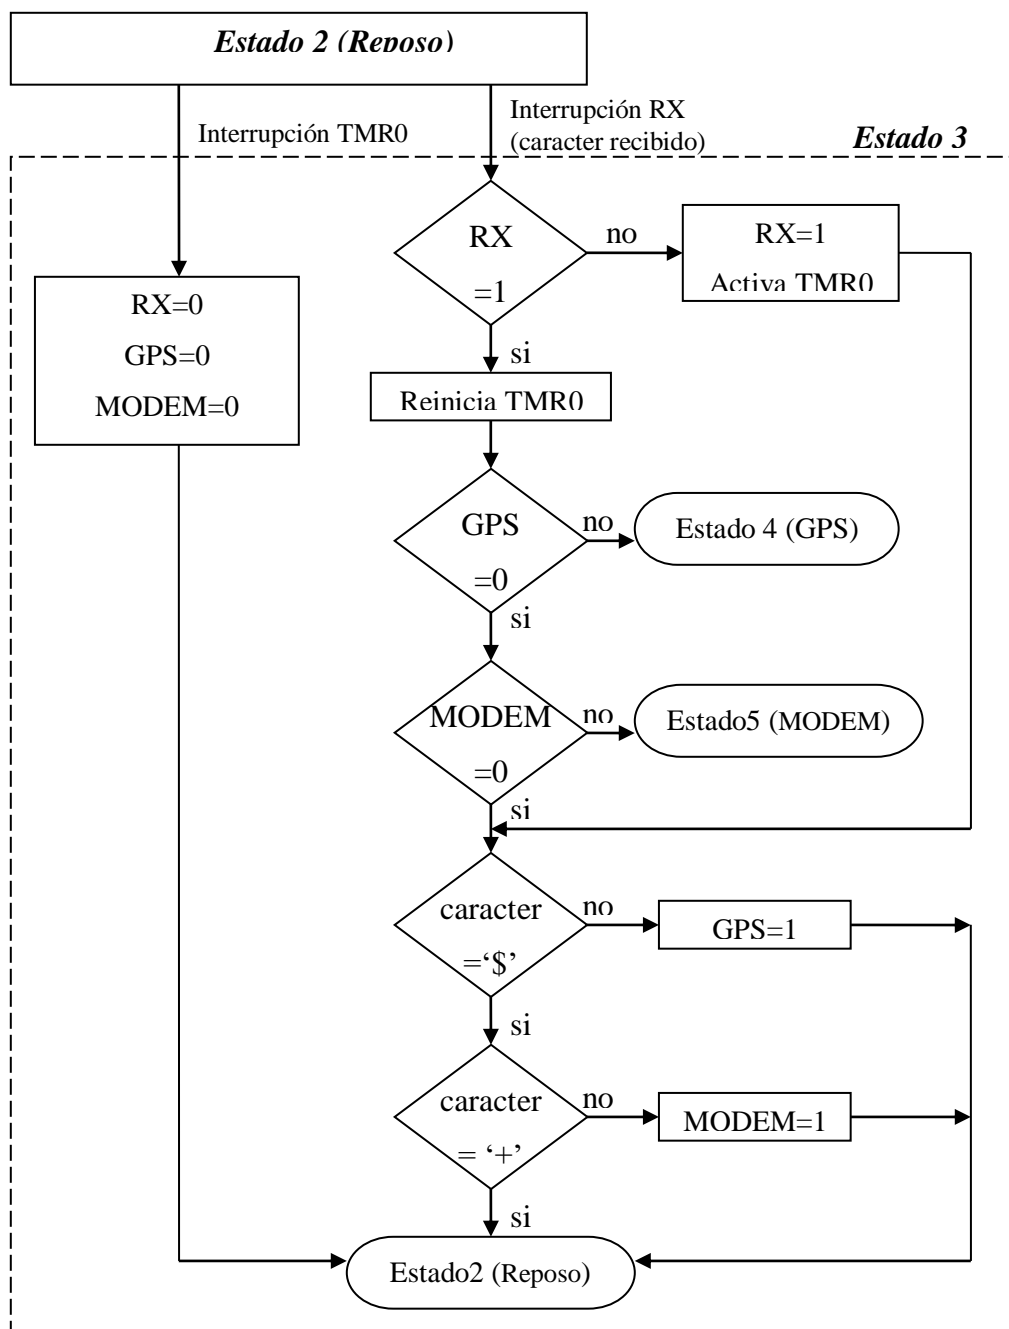 Estado 2 (Reposo)
Interrupción TMR0
Interrupción RX
(caracter recibido)
Estado 3
RX
=1
no
RX=1
Activa TMR0
si
RX=0
GPS=0
MODEM=0
Reinicia TMR0
GPS
=0
no
Estado 4 (GPS)
si
MODEM
=0
no
Estado5 (MODEM)
si
caracter
=‘$’
no
GPS=1
si
caracter
= ‘+’
no
MODEM=1
si
Estado2 (Reposo)